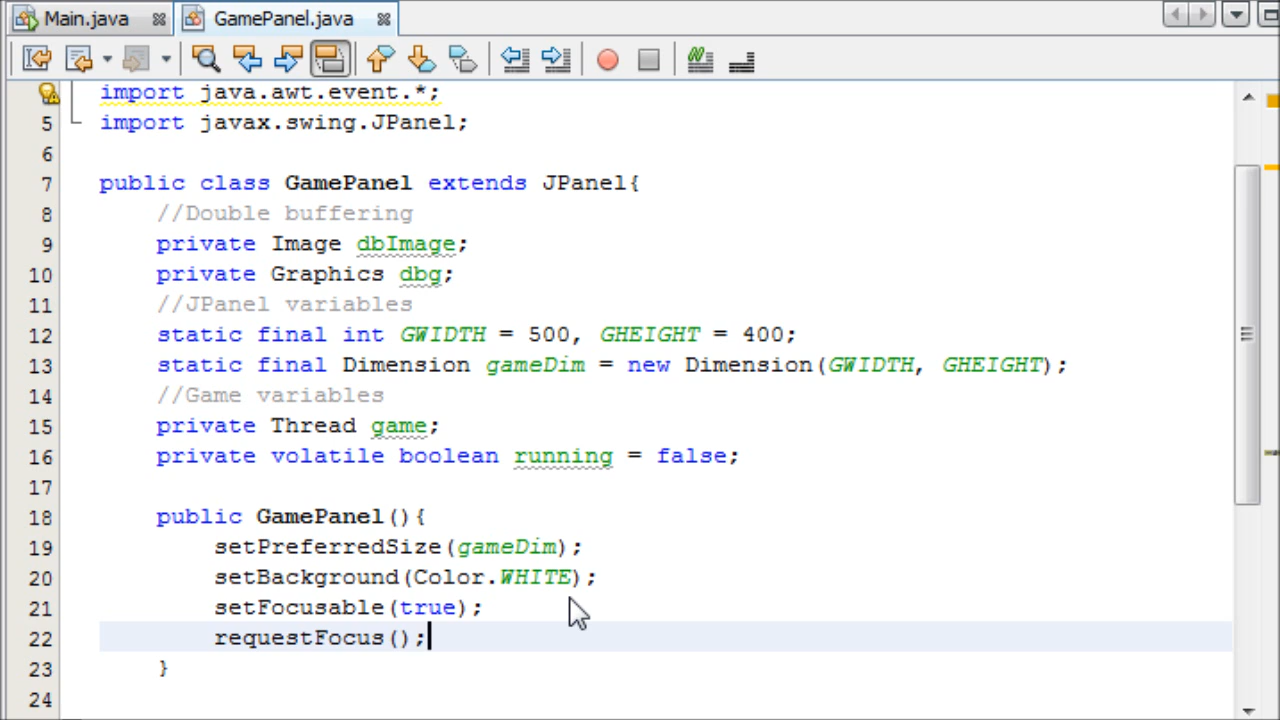 Main.java
GamePanel.java
import java.awt.event.*;
5 import javax.swing.JPanel;
6
7 public class GamePanel extends JPanel{
8 //Double buffering
9 private Image dbImage;
10 private Graphics dbg;
11 //JPanel variables
12 static final int GWIDTH = 500, GHEIGHT = 400;
13 static final Dimension gameDim = new Dimension(GWIDTH, GHEIGHT);
14 //Game variables
15 private Thread game;
16 private volatile boolean running = false;
17
18 public GamePanel(){
19 setPreferredSize(gameDim);
20 setBackground(Color.WHITE);
21 setFocusable(true);
22 requestFocus();
23 }
24